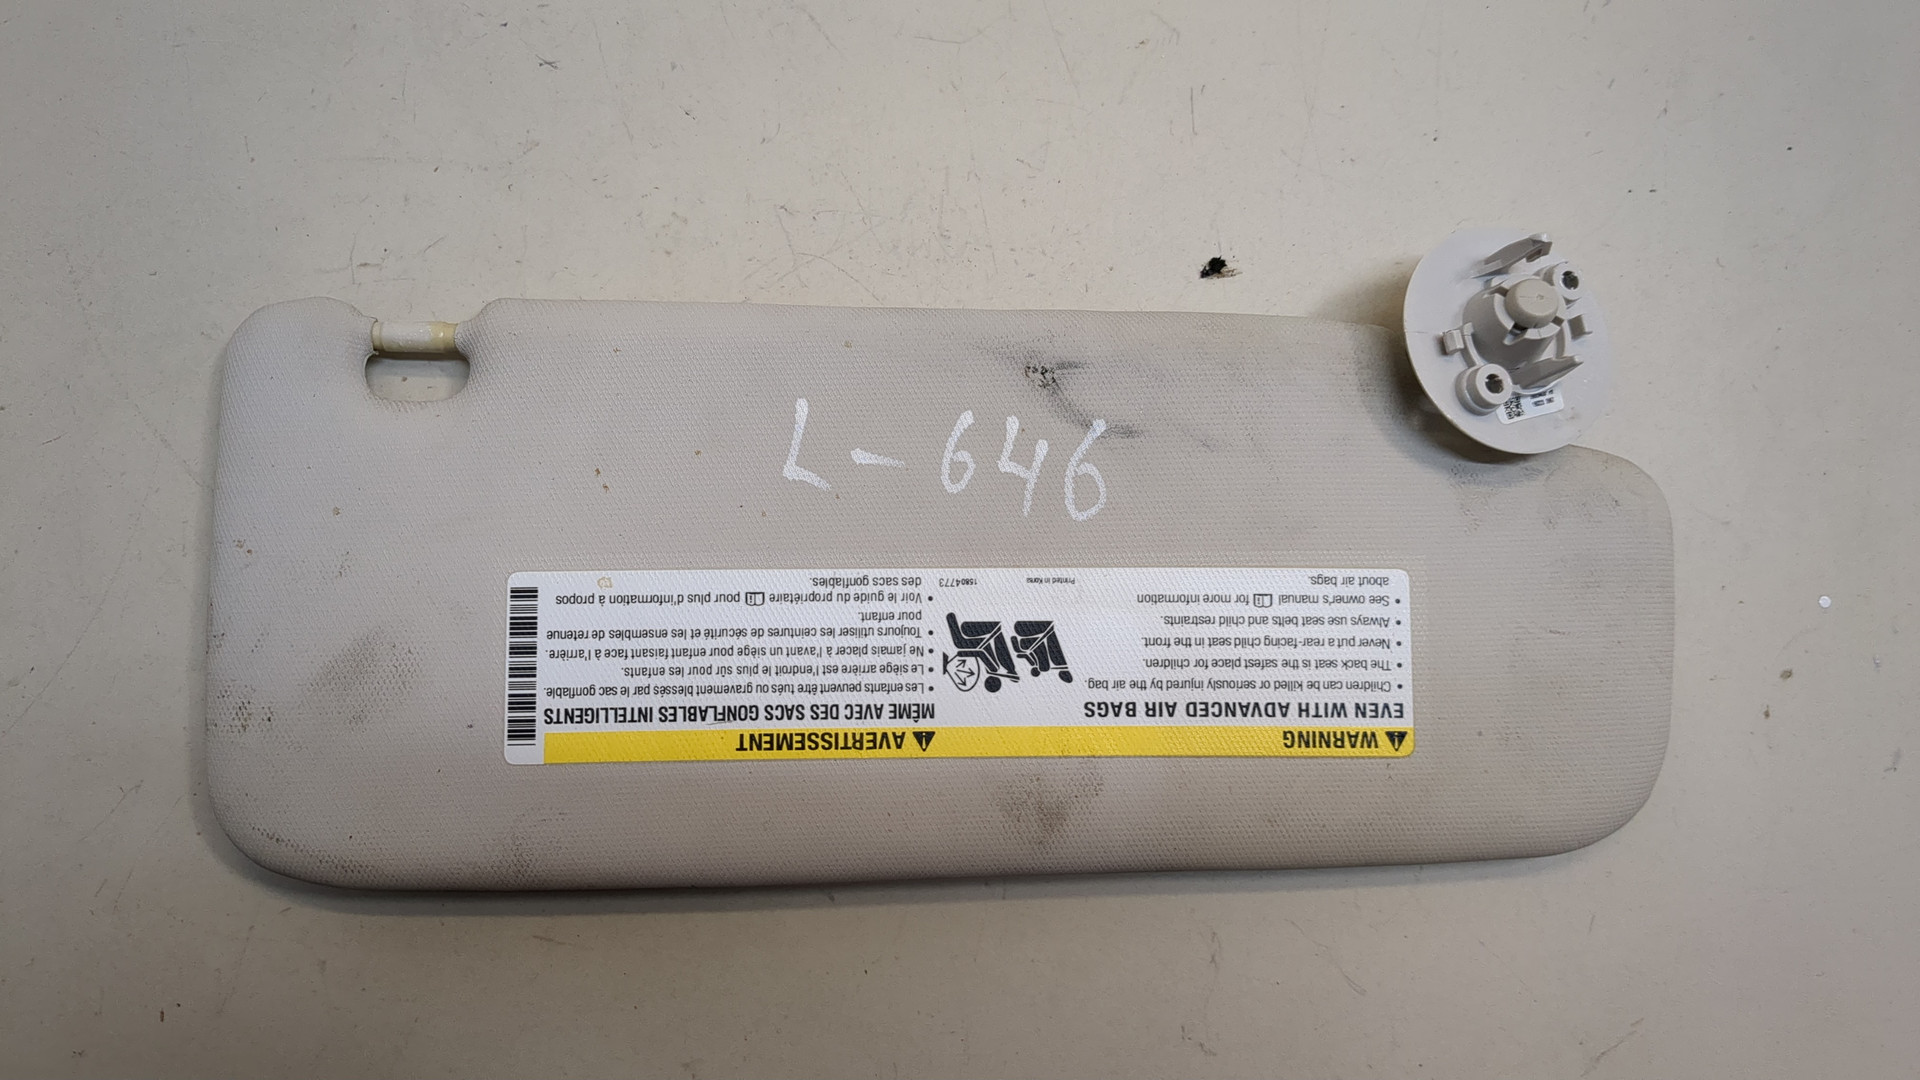 L-646
⚠ WARNING
EVEN WITH ADVANCED AIR BAGS
• Children can be killed or seriously injured by the air bag.
• The back seat is the safest place for children.
• Never put a rear-facing child seat in the front.
• Always use seat belts and child restraints.
• See owner's manual for more information
about air bags.
Printed in Korea
15804773
⚠ AVERTISSEMENT
MÊME AVEC DES SACS GONFLABLES INTELLIGENTS
• Les enfants peuvent être tués ou gravement blessés par le sac gonflable.
• Le siège arrière est l'endroit le plus sûr pour les enfants.
• Ne jamais placer à l'avant un siège pour enfant faisant face à l'arrière.
• Toujours utiliser les ceintures de sécurité et les ensembles de retenue
pour enfant.
• Voir le guide du propriétaire pour plus d'information à propos
des sacs gonflables.